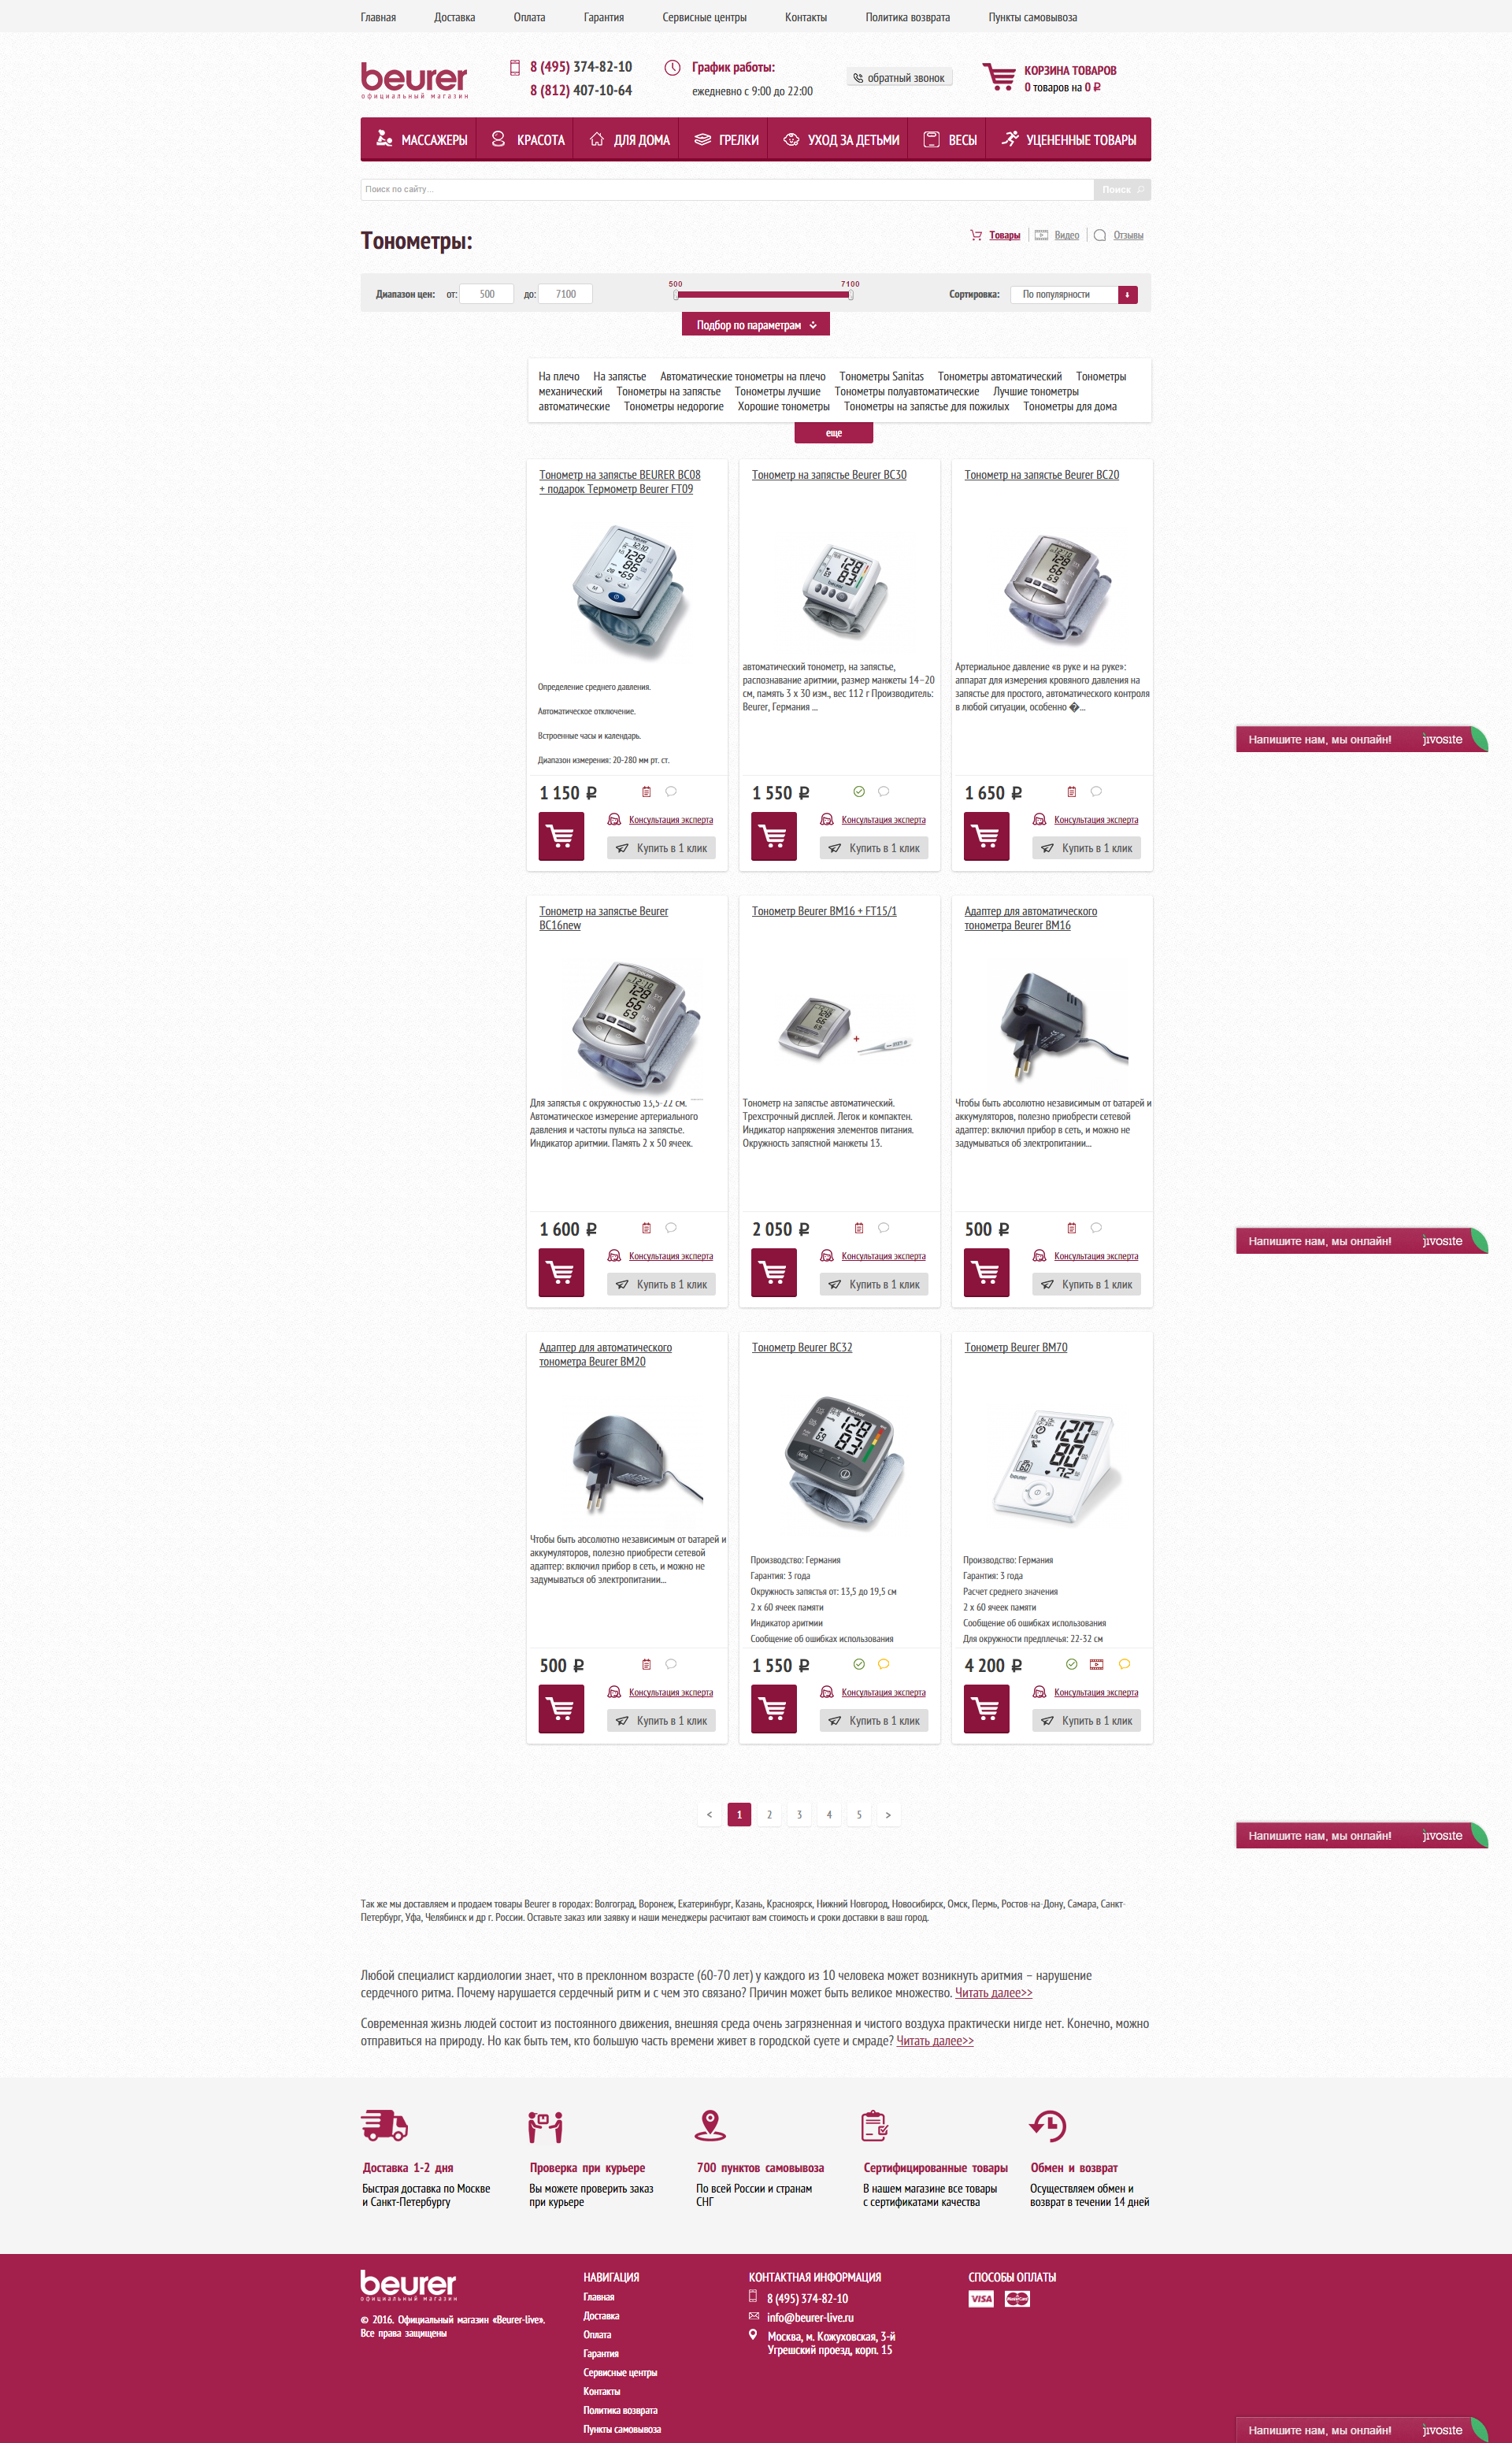 Главная Доставка Оплата Гарантия Сервисные центры Контакты Политика возврата Пункты самовывоза
beurer
официальный магазин
8 (495) 374-82-10
8 (812) 407-10-64
График работы:
ежедневно с 9:00 до 22:00
обратный звонок
КОРЗИНА ТОВАРОВ
0 товаров на 0 ₽
МАССАЖЕРЫ КРАСОТА ДЛЯ ДОМА ГРЕЛКИ УХОД ЗА ДЕТЬМИ ВЕСЫ УЦЕНЕННЫЕ ТОВАРЫ
Поиск по сайту... Поиск
Тонометры:
Товары Видео Отзывы
Диапазон цен: от: 500 до: 7100
500 7100
Сортировка: По популярности
Подбор по параметрам
На плечо На запястье Автоматические тонометры на плечо Тонометры Sanitas Тонометры автоматический Тонометры
механический Тонометры на запястье Тонометры лучшие Тонометры полуавтоматические Лучшие тонометры
автоматические Тонометры недорогие Хорошие тонометры Тонометры на запястье для пожилых Тонометры для дома
еще
Тонометр на запястье BEURER BC08
+ подарок Термометр Beurer FT09
Определение среднего давления.
Автоматическое отключение.
Встроенные часы и календарь.
Диапазон измерения: 20-280 мм рт. ст.
1 150 ₽
Консультация эксперта
Купить в 1 клик
Тонометр на запястье Beurer BC30
автоматический тонометр, на запястье,
распознавание аритмии, размер манжеты 14–20
см, память 3 x 30 изм., вес 112 г Производитель:
Beurer, Германия ...
1 550 ₽
Консультация эксперта
Купить в 1 клик
Тонометр на запястье Beurer BC20
Артериальное давление «в руке и на руке»:
аппарат для измерения кровяного давления на
запястье для простого, автоматического контроля
в любой ситуации, особенно �...
1 650 ₽
Консультация эксперта
Купить в 1 клик
Напишите нам, мы онлайн! jivosite
Тонометр на запястье Beurer
BC16new
Для запястья с окружностью 13,5-22 см.
Автоматическое измерение артериального
давления и частоты пульса на запястье.
Индикатор аритмии. Память 2 x 50 ячеек.
1 600 ₽
Консультация эксперта
Купить в 1 клик
Тонометр Beurer BM16 + FT15/1
Тонометр на запястье автоматический.
Трехстрочный дисплей. Легок и компактен.
Индикатор напряжения элементов питания.
Окружность запястной манжеты 13.
2 050 ₽
Консультация эксперта
Купить в 1 клик
Адаптер для автоматического
тонометра Beurer BM16
Чтобы быть абсолютно независимым от батарей и
аккумуляторов, полезно приобрести сетевой
адаптер: включил прибор в сеть, и можно не
задумываться об электропитании...
500 ₽
Консультация эксперта
Купить в 1 клик
Напишите нам, мы онлайн! jivosite
Адаптер для автоматического
тонометра Beurer BM20
Чтобы быть абсолютно независимым от батарей и
аккумуляторов, полезно приобрести сетевой
адаптер: включил прибор в сеть, и можно не
задумываться об электропитании...
500 ₽
Консультация эксперта
Купить в 1 клик
Тонометр Beurer BC32
Производство: Германия
Гарантия: 3 года
Окружность запястья от: 13,5 до 19,5 см
2 x 60 ячеек памяти
Индикатор аритмии
Сообщение об ошибках использования
1 550 ₽
Консультация эксперта
Купить в 1 клик
Тонометр Beurer BM70
Производство: Германия
Гарантия: 3 года
Расчет среднего значения
2 x 60 ячеек памяти
Сообщение об ошибках использования
Для окружности предплечья: 22-32 см
4 200 ₽
Консультация эксперта
Купить в 1 клик
< 1 2 3 4 5 >
Напишите нам, мы онлайн! jivosite
Так же мы доставляем и продаем товары Beurer в городах: Волгоград, Воронеж, Екатеринбург, Казань, Красноярск, Нижний Новгород, Новосибирск, Омск, Пермь, Ростов-на-Дону, Самара, Санкт-
Петербург, Уфа, Челябинск и др г. России. Оставьте заказ или заявку и наши менеджеры расчитают вам стоимость и сроки доставки в ваш город.
Любой специалист кардиологии знает, что в преклонном возрасте (60-70 лет) у каждого из 10 человека может возникнуть аритмия – нарушение
сердечного ритма. Почему нарушается сердечный ритм и с чем это связано? Причин может быть великое множество. Читать далее>>
Современная жизнь людей состоит из постоянного движения, внешняя среда очень загрязненная и чистого воздуха практически нигде нет. Конечно, можно
отправиться на природу. Но как быть тем, кто большую часть времени живет в городской суете и смраде? Читать далее>>
Доставка 1-2 дня
Быстрая доставка по Москве
и Санкт-Петербургу
Проверка при курьере
Вы можете проверить заказ
при курьере
700 пунктов самовывоза
По всей России и странам
СНГ
Сертифицированные товары
В нашем магазине все товары
с сертификатами качества
Обмен и возврат
Осуществляем обмен и
возврат в течении 14 дней
beurer
официальный магазин
© 2016. Официальный магазин «Beurer-live».
Все права защищены
НАВИГАЦИЯ
Главная
Доставка
Оплата
Гарантия
Сервисные центры
Контакты
Политика возврата
Пункты самовывоза
КОНТАКТНАЯ ИНФОРМАЦИЯ
8 (495) 374-82-10
info@beurer-live.ru
Москва, м. Кожуховская, 3-й
Угрешский проезд, корп. 15
СПОСОБЫ ОПЛАТЫ
VISA MasterCard
Напишите нам, мы онлайн! jivosite